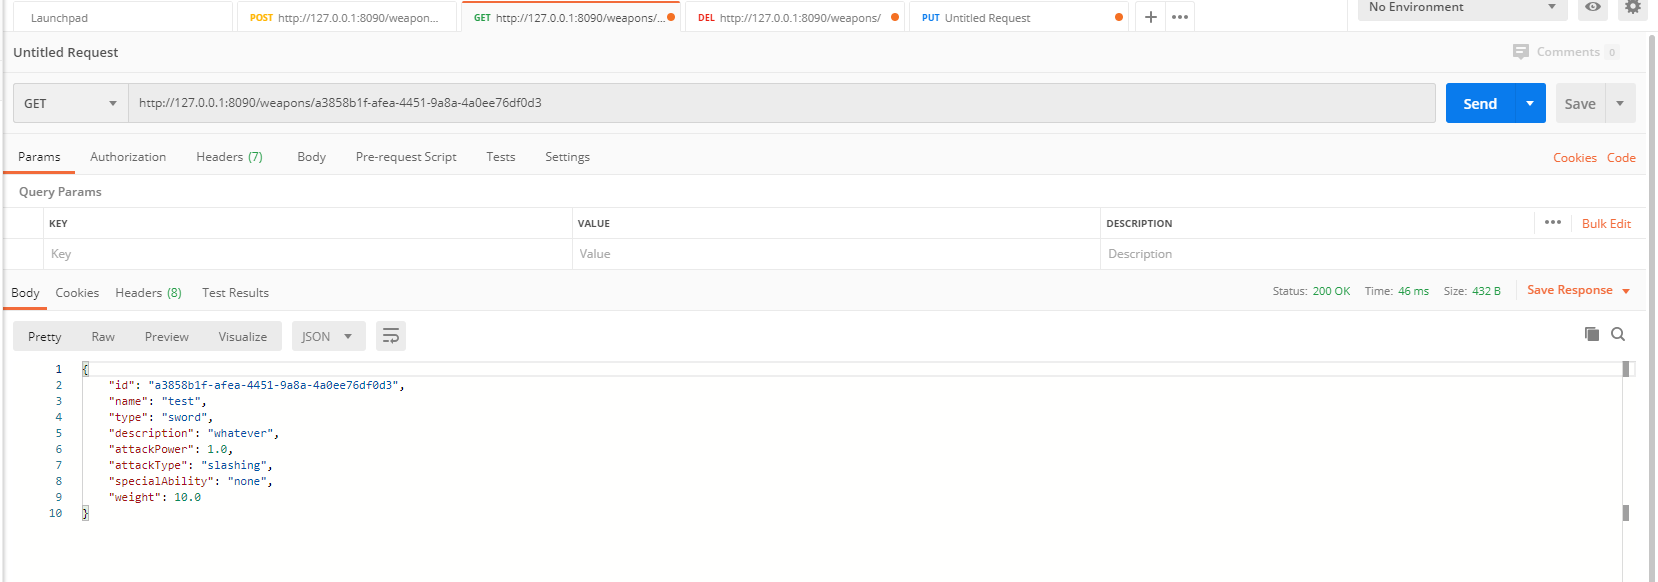 Launchpad POST http://127.0.0.1:8090/weapon... GET http://127.0.0.1:8090/weapons/... DEL http://127.0.0.1:8090/weapons/ PUT Untitled Request No Environment
Untitled Request Comments 0
GET http://127.0.0.1:8090/weapons/a3858b1f-afea-4451-9a8a-4a0ee76df0d3 Send Save
Params Authorization Headers (7) Body Pre-request Script Tests Settings Cookies Code
Query Params
KEY VALUE DESCRIPTION ••• Bulk Edit
Key Value Description
Body Cookies Headers (8) Test Results Status: 200 OK Time: 46 ms Size: 432 B Save Response
Pretty Raw Preview Visualize JSON
1 {
2 "id": "a3858b1f-afea-4451-9a8a-4a0ee76df0d3",
3 "name": "test",
4 "type": "sword",
5 "description": "whatever",
6 "attackPower": 1.0,
7 "attackType": "slashing",
8 "specialAbility": "none",
9 "weight": 10.0
10 }